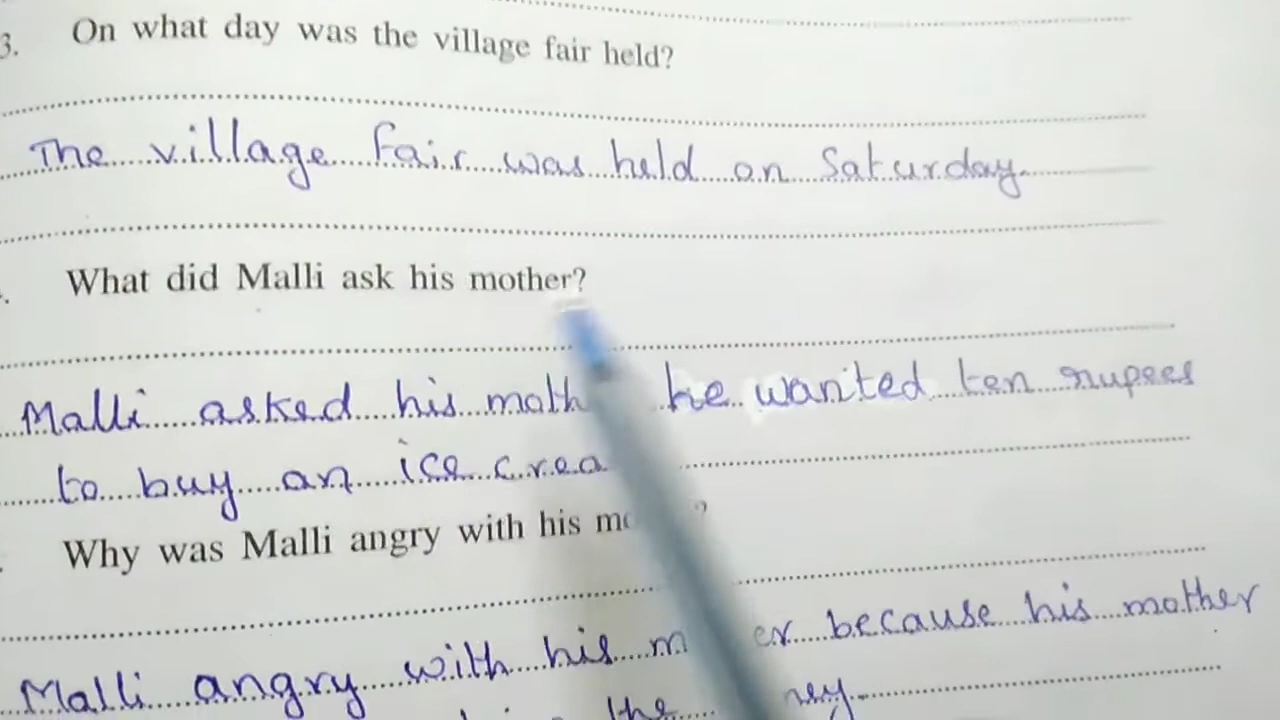 3. On what day was the village fair held?
The village fair was held on Saturday.
What did Malli ask his mother?
Malli asked his moth he wanted ten rupees
to buy an ice crea
Why was Malli angry with his m ?
Malli angry with his m er because his mother
the ney.